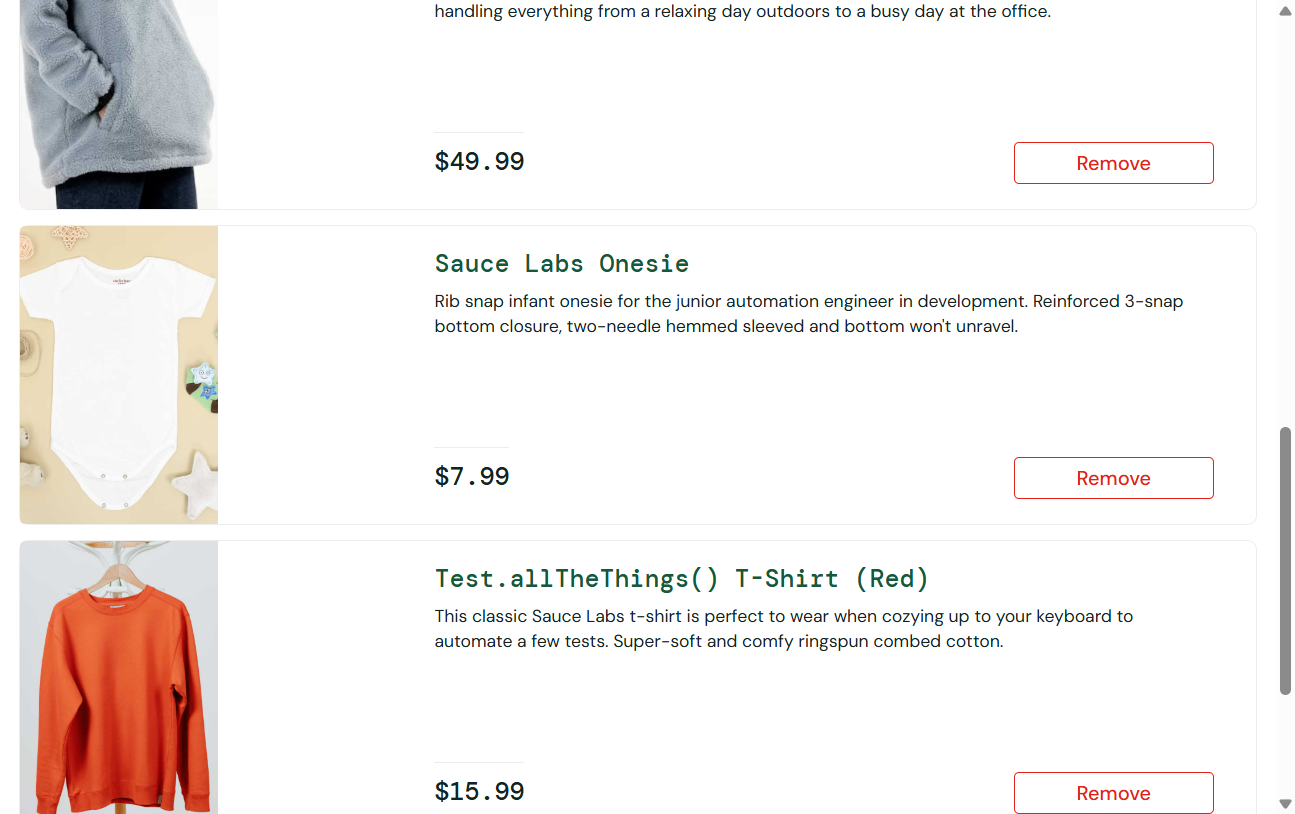 handling everything from a relaxing day outdoors to a busy day at the office.
$49.99
Remove
Sauce Labs Onesie
Rib snap infant onesie for the junior automation engineer in development. Reinforced 3-snap
bottom closure, two-needle hemmed sleeved and bottom won't unravel.
$7.99
Remove
Test.allTheThings() T-Shirt (Red)
This classic Sauce Labs t-shirt is perfect to wear when cozying up to your keyboard to
automate a few tests. Super-soft and comfy ringspun combed cotton.
$15.99
Remove